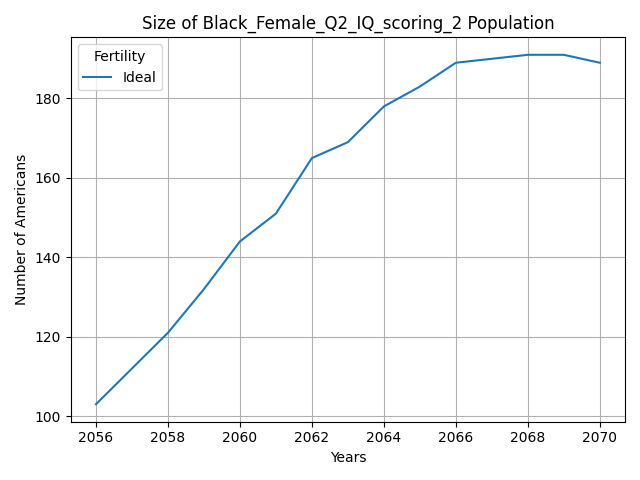 Size of Black_Female_Q2_IQ_scoring_2 Population
Fertility
Ideal
Number of Americans
180
160
140
120
100
2056 2058 2060 2062 2064 2066 2068 2070
Years